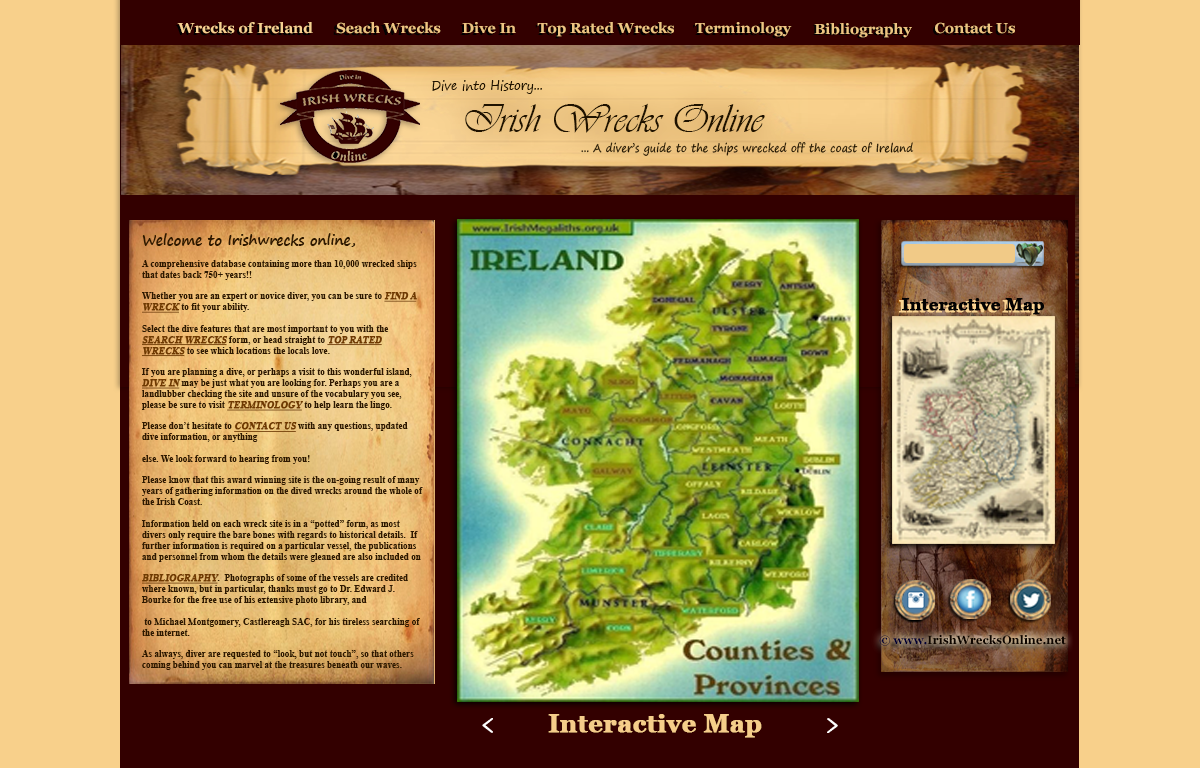 Wrecks of Ireland Seach Wrecks Dive In Top Rated Wrecks Terminology Bibliography Contact Us
Dive in
IRISH WRECKS
Online
Dive into History...
Irish Wrecks Online
... A diver's guide to the ships wrecked off the coast of Ireland
Welcome to Irishwrecks online,
A comprehensive database containing more than 10,000 wrecked ships
that dates back 750+ years!!
Whether you are an expert or novice diver, you can be sure to FIND A
WRECK to fit your ability.
Select the dive features that are most important to you with the
SEARCH WRECKS form, or head straight to TOP RATED
WRECKS to see which locations the locals love.
If you are planning a dive, or perhaps a visit to this wonderful island,
DIVE IN may be just what you are looking for. Perhaps you are a
landlubber checking the site and unsure of the vocabulary you see,
please be sure to visit TERMINOLOGY to help learn the lingo.
Please don't hesitate to CONTACT US with any questions, updated
dive information, or anything
else. We look forward to hearing from you!
Please know that this award winning site is the on-going result of many
years of gathering information on the dived wrecks around the whole of
the Irish Coast.
Information held on each wreck site is in a “potted” form, as most
divers only require the bare bones with regards to historical details. If
further information is required on a particular vessel, the publications
and personnel from whom the details were gleaned are also included on
BIBLIOGRAPHY. Photographs of some of the vessels are credited
where known, but in particular, thanks must go to Dr. Edward J.
Bourke for the free use of his extensive photo library, and
to Michael Montgomery, Castlereagh SAC, for his tireless searching of
the internet.
As always, diver are requested to “look, but not touch”, so that others
coming behind you can marvel at the treasures beneath our waves.
www.IrishMegaliths.org.uk
IRELAND
DERRY
ANTRIM
DONEGAL
ULSTER
BELFAST
TYRONE
FERMANAGH
ARMAGH
DOWN
MONAGHAN
SLIGO
LEITRIM
CAVAN
LOUTH
MAYO
ROSCOMMON
LONGFORD
CONNACHT
MEATH
WESTMEATH
DUBLIN
GALWAY
LEINSTER
DUBLIN
OFFALY
KILDARE
WICKLOW
LAOIS
CLARE
CARLOW
TIPPERARY
KILKENNY
LIMERICK
WEXFORD
MUNSTER
WATERFORD
KERRY
CORK
Counties &
Provinces
Interactive Map
Interactive Map
© www.IrishWrecksOnline.net